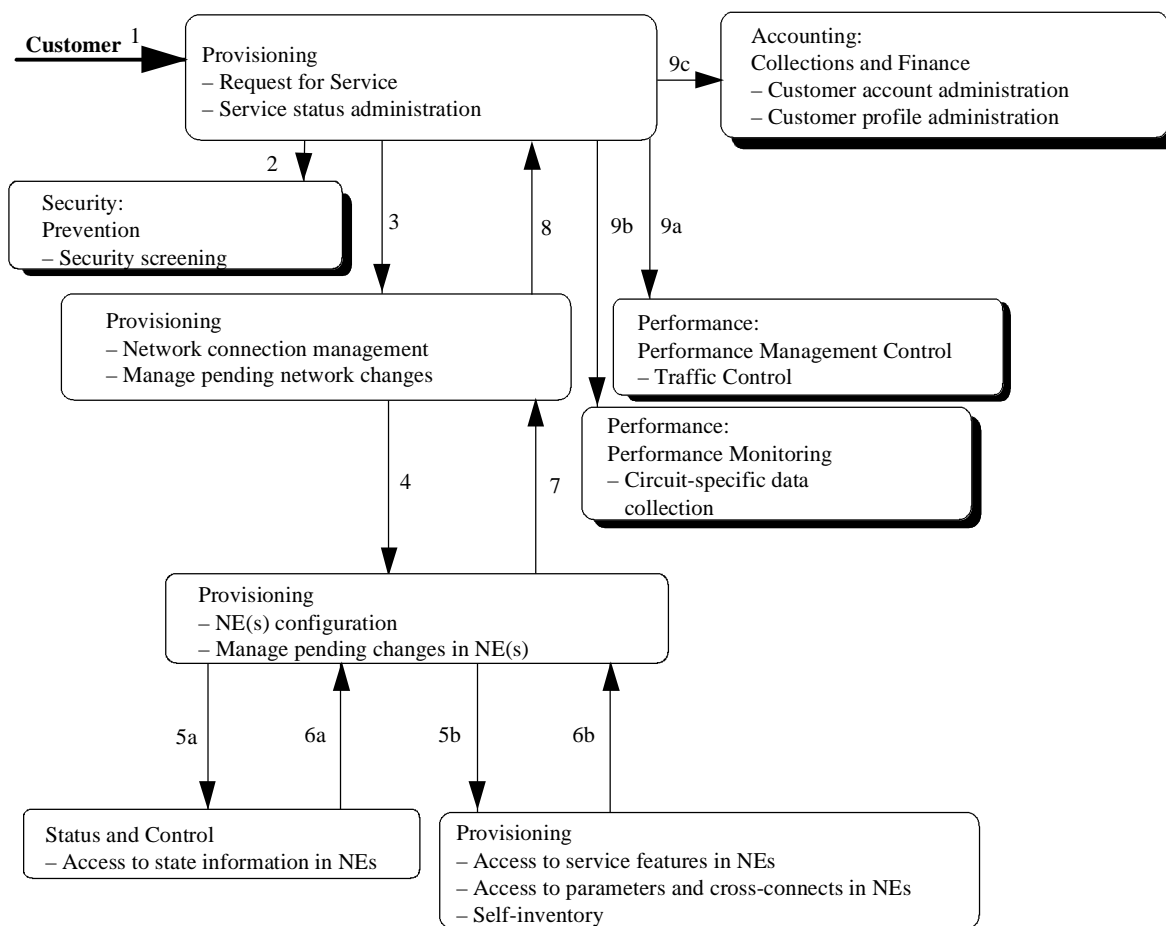 Customer
1
Provisioning
– Request for Service
– Service status administration
9c
Accounting:
Collections and Finance
– Customer account administration
– Customer profile administration
2
Security:
Prevention
– Security screening
3
8
9b
9a
Provisioning
– Network connection management
– Manage pending network changes
Performance:
Performance Management Control
– Traffic Control
Performance:
Performance Monitoring
– Circuit-specific data
collection
4
7
Provisioning
– NE(s) configuration
– Manage pending changes in NE(s)
5a
6a
5b
6b
Status and Control
– Access to state information in NEs
Provisioning
– Access to service features in NEs
– Access to parameters and cross-connects in NEs
– Self-inventory